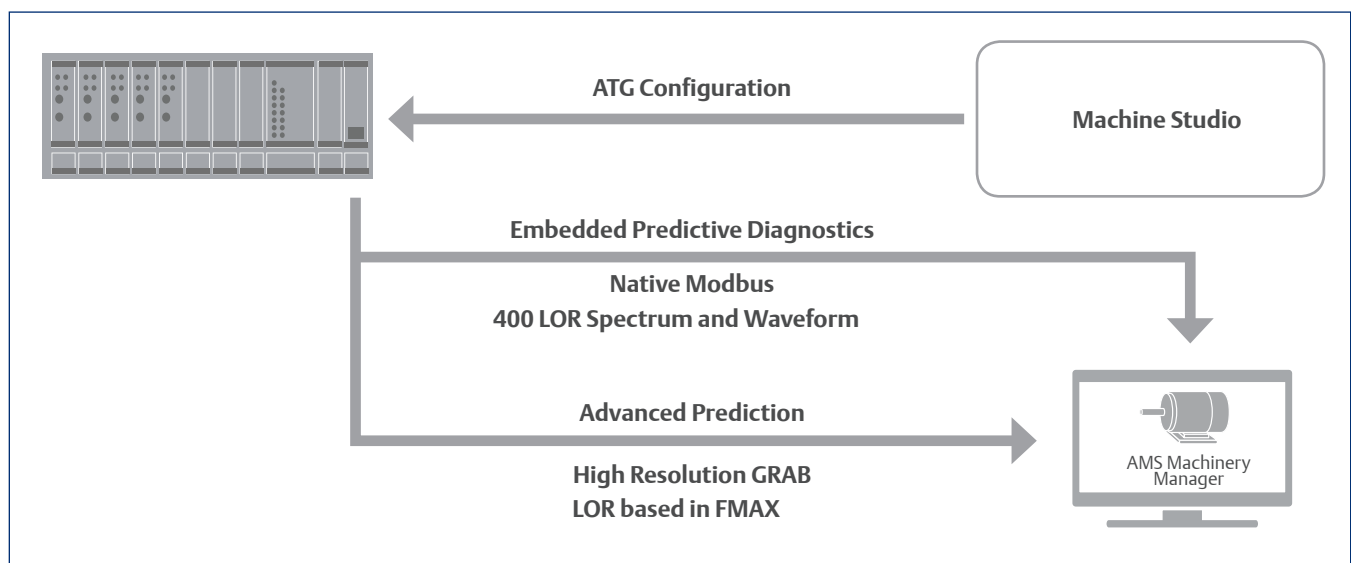 ATG Configuration
Machine Studio
Embedded Predictive Diagnostics
Native Modbus
400 LOR Spectrum and Waveform
Advanced Prediction
High Resolution GRAB
LOR based in FMAX
AMS Machinery
Manager